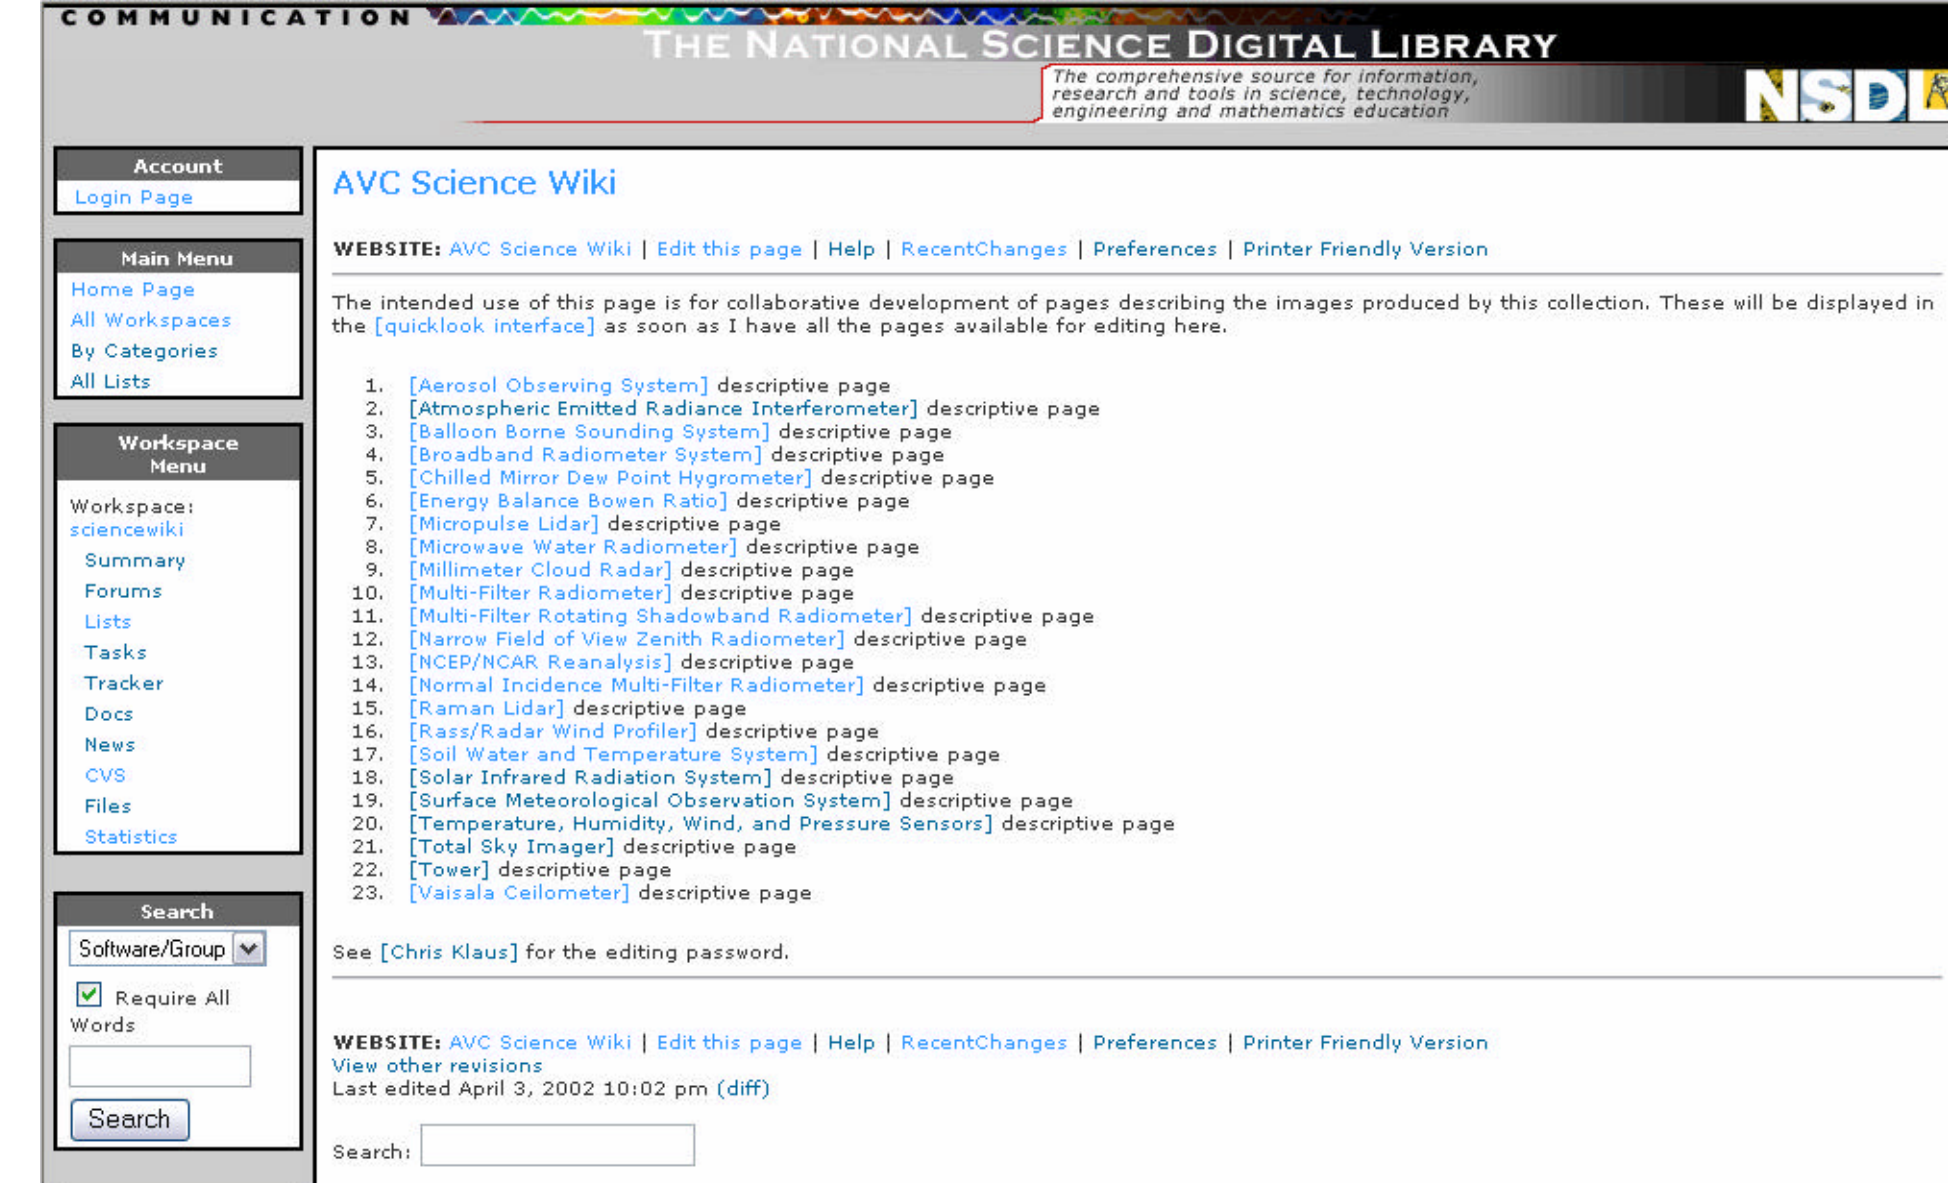 COMMUNICATION
THE NATIONAL SCIENCE DIGITAL LIBRARY
The comprehensive source for information,
research and tools in science, technology,
engineering and mathematics education
NSDL
Account
Login Page
Main Menu
Home Page
All Workspaces
By Categories
All Lists
Workspace
Menu
Workspace:
sciencewiki
Summary
Forums
Lists
Tasks
Tracker
Docs
News
CVS
Files
Statistics
Search
Software/Group
Require All
Words
Search
AVC Science Wiki
WEBSITE: AVC Science Wiki | Edit this page | Help | RecentChanges | Preferences | Printer Friendly Version
The intended use of this page is for collaborative development of pages describing the images produced by this collection. These will be displayed in
the [quicklook interface] as soon as I have all the pages available for editing here.
1. [Aerosol Observing System] descriptive page
2. [Atmospheric Emitted Radiance Interferometer] descriptive page
3. [Balloon Borne Sounding System] descriptive page
4. [Broadband Radiometer System] descriptive page
5. [Chilled Mirror Dew Point Hygrometer] descriptive page
6. [Energy Balance Bowen Ratio] descriptive page
7. [Micropulse Lidar] descriptive page
8. [Microwave Water Radiometer] descriptive page
9. [Millimeter Cloud Radar] descriptive page
10. [Multi-Filter Radiometer] descriptive page
11. [Multi-Filter Rotating Shadowband Radiometer] descriptive page
12. [Narrow Field of View Zenith Radiometer] descriptive page
13. [NCEP/NCAR Reanalysis] descriptive page
14. [Normal Incidence Multi-Filter Radiometer] descriptive page
15. [Raman Lidar] descriptive page
16. [Rass/Radar Wind Profiler] descriptive page
17. [Soil Water and Temperature System] descriptive page
18. [Solar Infrared Radiation System] descriptive page
19. [Surface Meteorological Observation System] descriptive page
20. [Temperature, Humidity, Wind, and Pressure Sensors] descriptive page
21. [Total Sky Imager] descriptive page
22. [Tower] descriptive page
23. [Vaisala Ceilometer] descriptive page
See [Chris Klaus] for the editing password.
WEBSITE: AVC Science Wiki | Edit this page | Help | RecentChanges | Preferences | Printer Friendly Version
View other revisions
Last edited April 3, 2002 10:02 pm (diff)
Search: